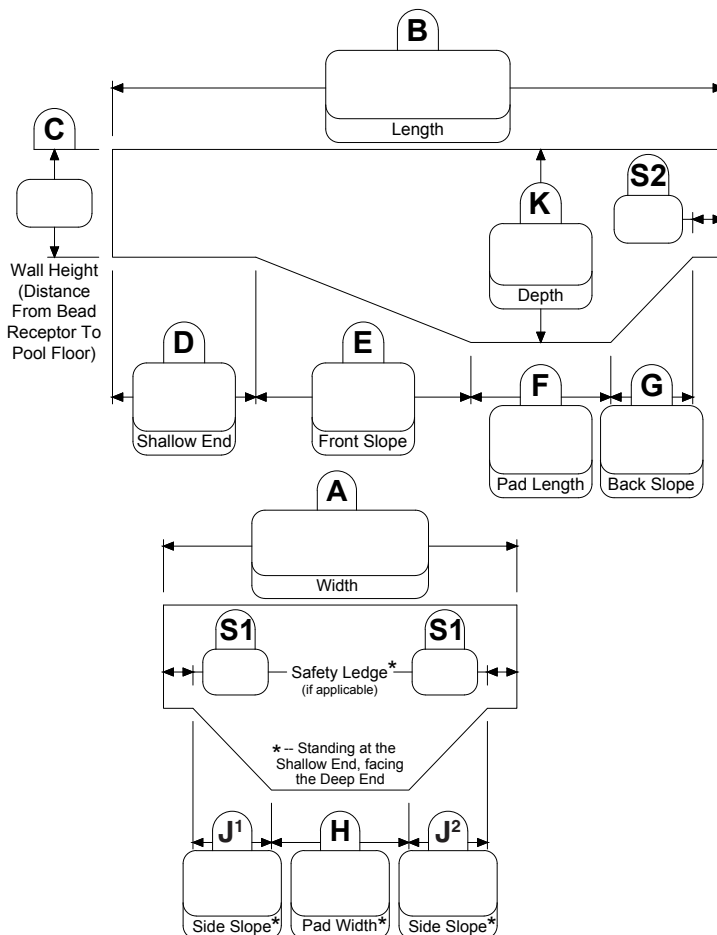 B
Length
C
S2
K
Wall Height
(Distance
From Bead
Receptor To
Pool Floor)
Depth
D
E
F
G
Shallow End
Front Slope
Pad Length
Back Slope
A
Width
S1
S1
Safety Ledge*
(if applicable)
* -- Standing at the
Shallow End, facing
the Deep End
J¹
H
J²
Side Slope*
Pad Width*
Side Slope*